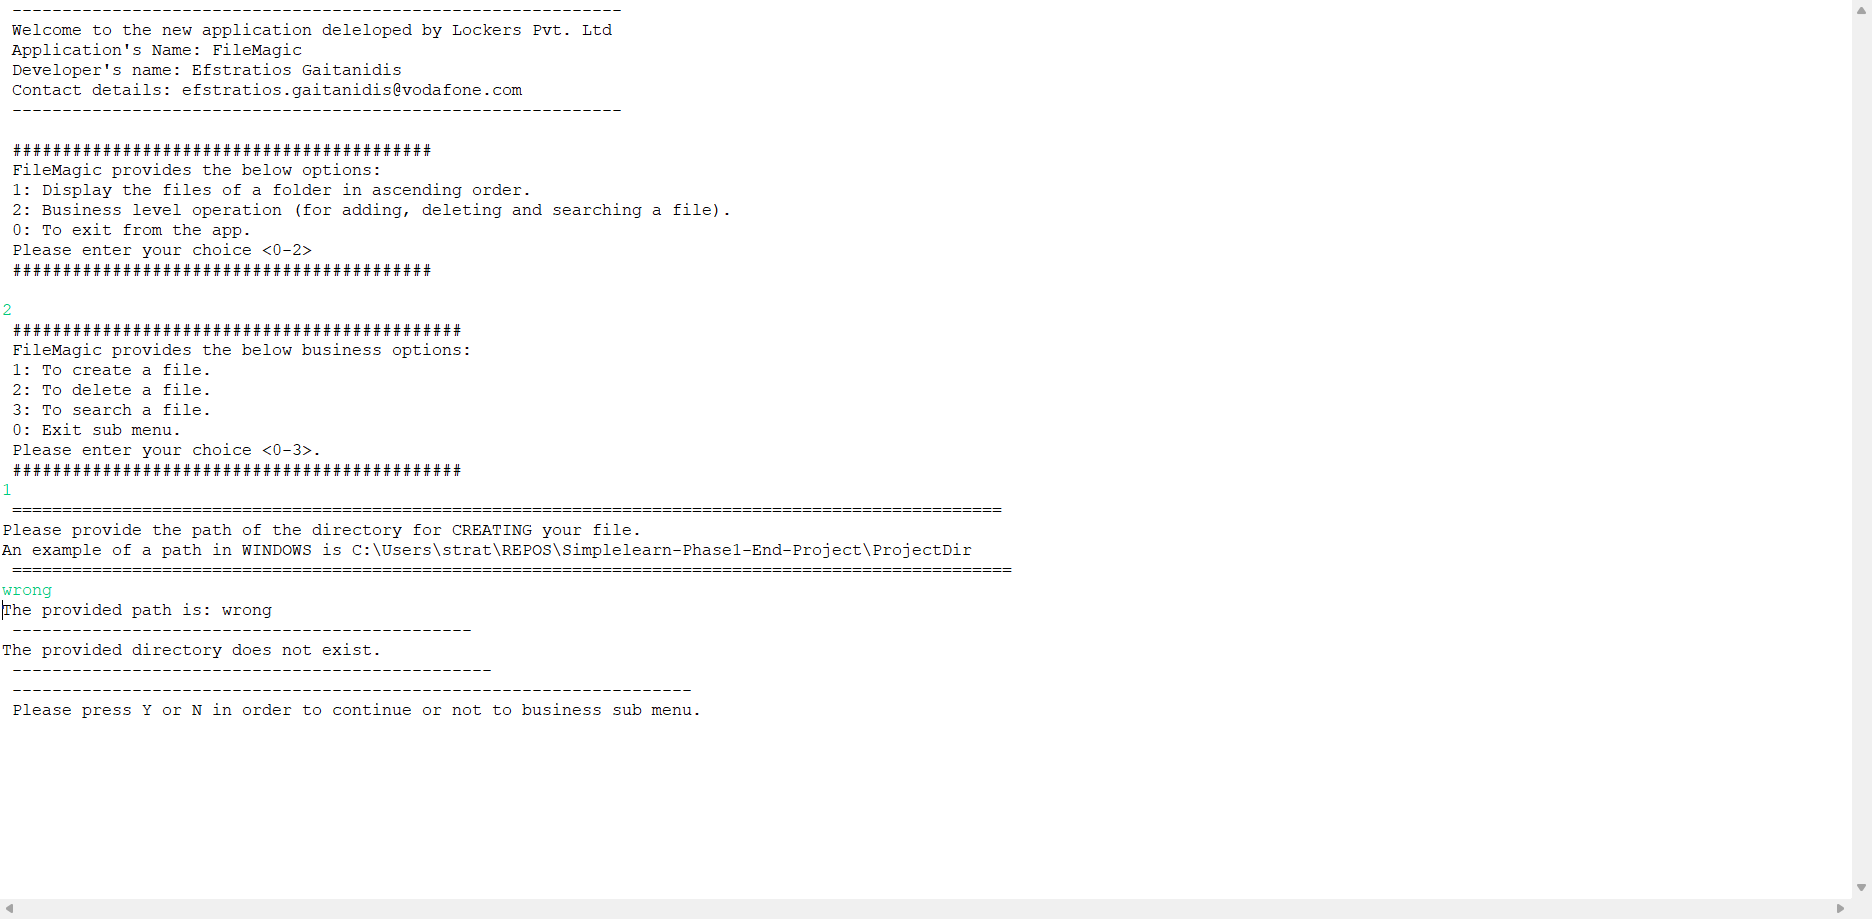 -------------------------------------------------------------
Welcome to the new application deleloped by Lockers Pvt. Ltd
Application's Name: FileMagic
Developer's name: Efstratios Gaitanidis
Contact details: efstratios.gaitanidis@vodafone.com
-------------------------------------------------------------
##########################################
FileMagic provides the below options:
1: Display the files of a folder in ascending order.
2: Business level operation (for adding, deleting and searching a file).
0: To exit from the app.
Please enter your choice <0-2>
##########################################
2
#############################################
FileMagic provides the below business options:
1: To create a file.
2: To delete a file.
3: To search a file.
0: Exit sub menu.
Please enter your choice <0-3>.
#############################################
1
===================================================================================================
Please provide the path of the directory for CREATING your file.
An example of a path in WINDOWS is C:\Users\strat\REPOS\Simplelearn-Phase1-End-Project\ProjectDir
====================================================================================================
wrong
The provided path is: wrong
----------------------------------------------
The provided directory does not exist.
------------------------------------------------
--------------------------------------------------------------------
Please press Y or N in order to continue or not to business sub menu.